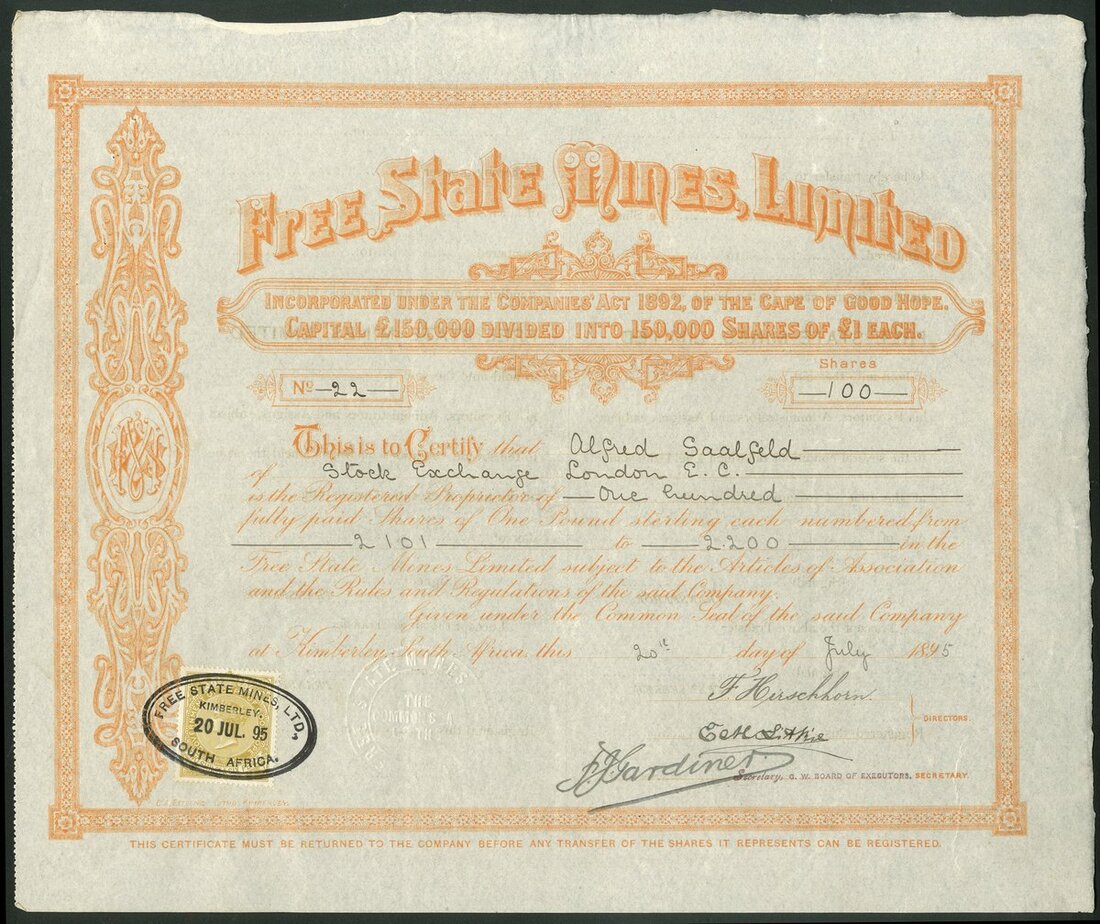 Free State Mines, Limited
Incorporated under the Companies' Act 1892, of the Cape of Good Hope.
Capital £150,000 divided into 150,000 Shares of £1 each.
Shares
No 22
100
This is to Certify that Alfred Saalfeld
of Stock Exchange London E.C.
is the Registered Proprietor of One hundred
fully paid Shares of One Pound sterling each numbered from
2101 to 2200 in the
Free State Mines Limited subject to the Articles of Association
and the Rules and Regulations of the said Company.
Given under the Common Seal of the said Company
at Kimberley, South Africa, this 20th day of July 1895
F. Hirschhorn
DIRECTORS.
Gardiner
Secretary, G. W. BOARD OF EXECUTORS, SECRETARY.
FREE STATE MINES, LTD.,
KIMBERLEY.
20 JUL. 95
SOUTH AFRICA.
THIS CERTIFICATE MUST BE RETURNED TO THE COMPANY BEFORE ANY TRANSFER OF THE SHARES IT REPRESENTS CAN BE REGISTERED.